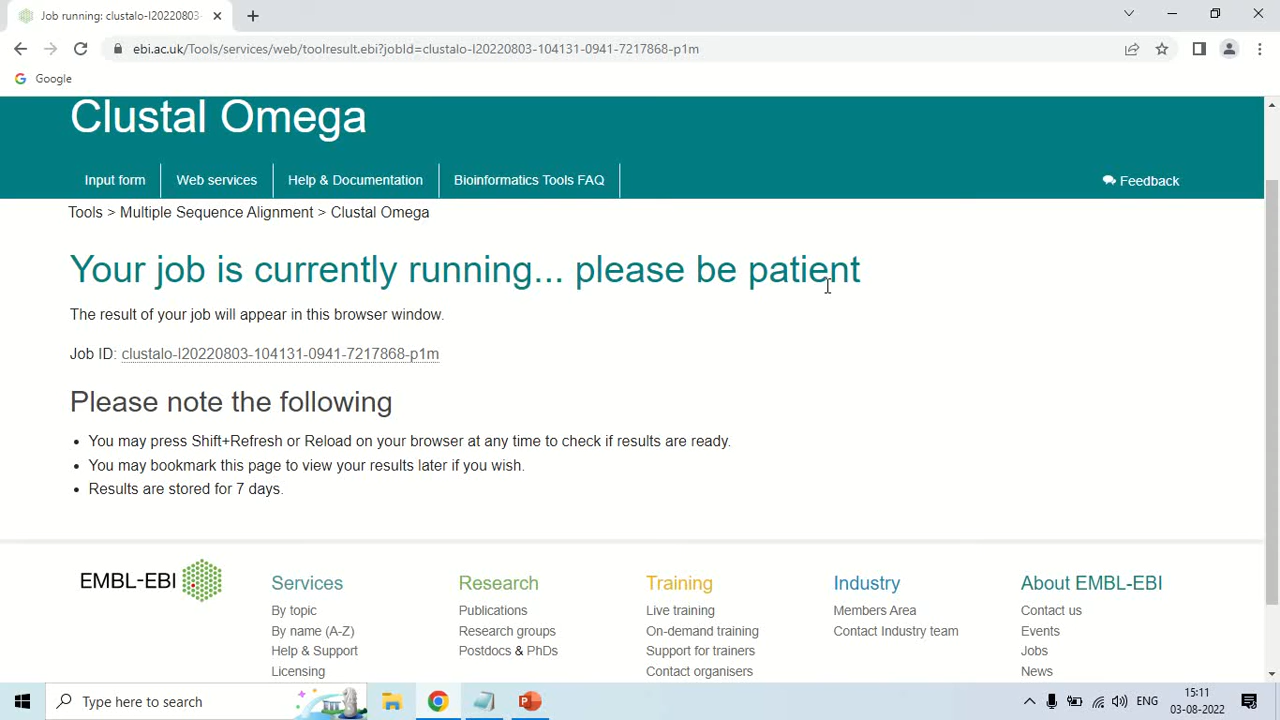 Job running: clustalo-I20220803-
ebi.ac.uk/Tools/services/web/toolresult.ebi?jobId=clustalo-I20220803-104131-0941-7217868-p1m
Google
Clustal Omega
Input form
Web services
Help & Documentation
Bioinformatics Tools FAQ
Feedback
Tools > Multiple Sequence Alignment > Clustal Omega
Your job is currently running... please be patient
The result of your job will appear in this browser window.
Job ID: clustalo-I20220803-104131-0941-7217868-p1m
Please note the following
You may press Shift+Refresh or Reload on your browser at any time to check if results are ready.
You may bookmark this page to view your results later if you wish.
Results are stored for 7 days.
EMBL-EBI
Services
By topic
By name (A-Z)
Help & Support
Licensing
Research
Publications
Research groups
Postdocs & PhDs
Training
Live training
On-demand training
Support for trainers
Contact organisers
Industry
Members Area
Contact Industry team
About EMBL-EBI
Contact us
Events
Jobs
News
Type here to search
ENG
15:11
03-08-2022